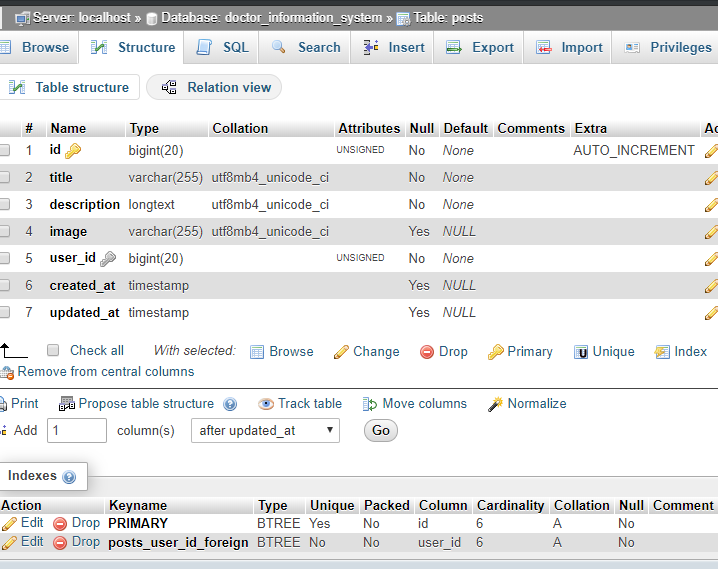 Server: localhost » Database: doctor_information_system » Table: posts
Browse Structure SQL Search Insert Export Import Privileges
Table structure Relation view
# Name Type Collation Attributes Null Default Comments Extra
1 id bigint(20) UNSIGNED No None AUTO_INCREMENT
2 title varchar(255) utf8mb4_unicode_ci No None
3 description longtext utf8mb4_unicode_ci No None
4 image varchar(255) utf8mb4_unicode_ci Yes NULL
5 user_id bigint(20) UNSIGNED No None
6 created_at timestamp Yes NULL
7 updated_at timestamp Yes NULL
Check all With selected: Browse Change Drop Primary Unique Index
Remove from central columns
Print Propose table structure Track table Move columns Normalize
Add 1 column(s) after updated_at Go
Indexes
Action Keyname Type Unique Packed Column Cardinality Collation Null Comment
Edit Drop PRIMARY BTREE Yes No id 6 A No
Edit Drop posts_user_id_foreign BTREE No No user_id 6 A No